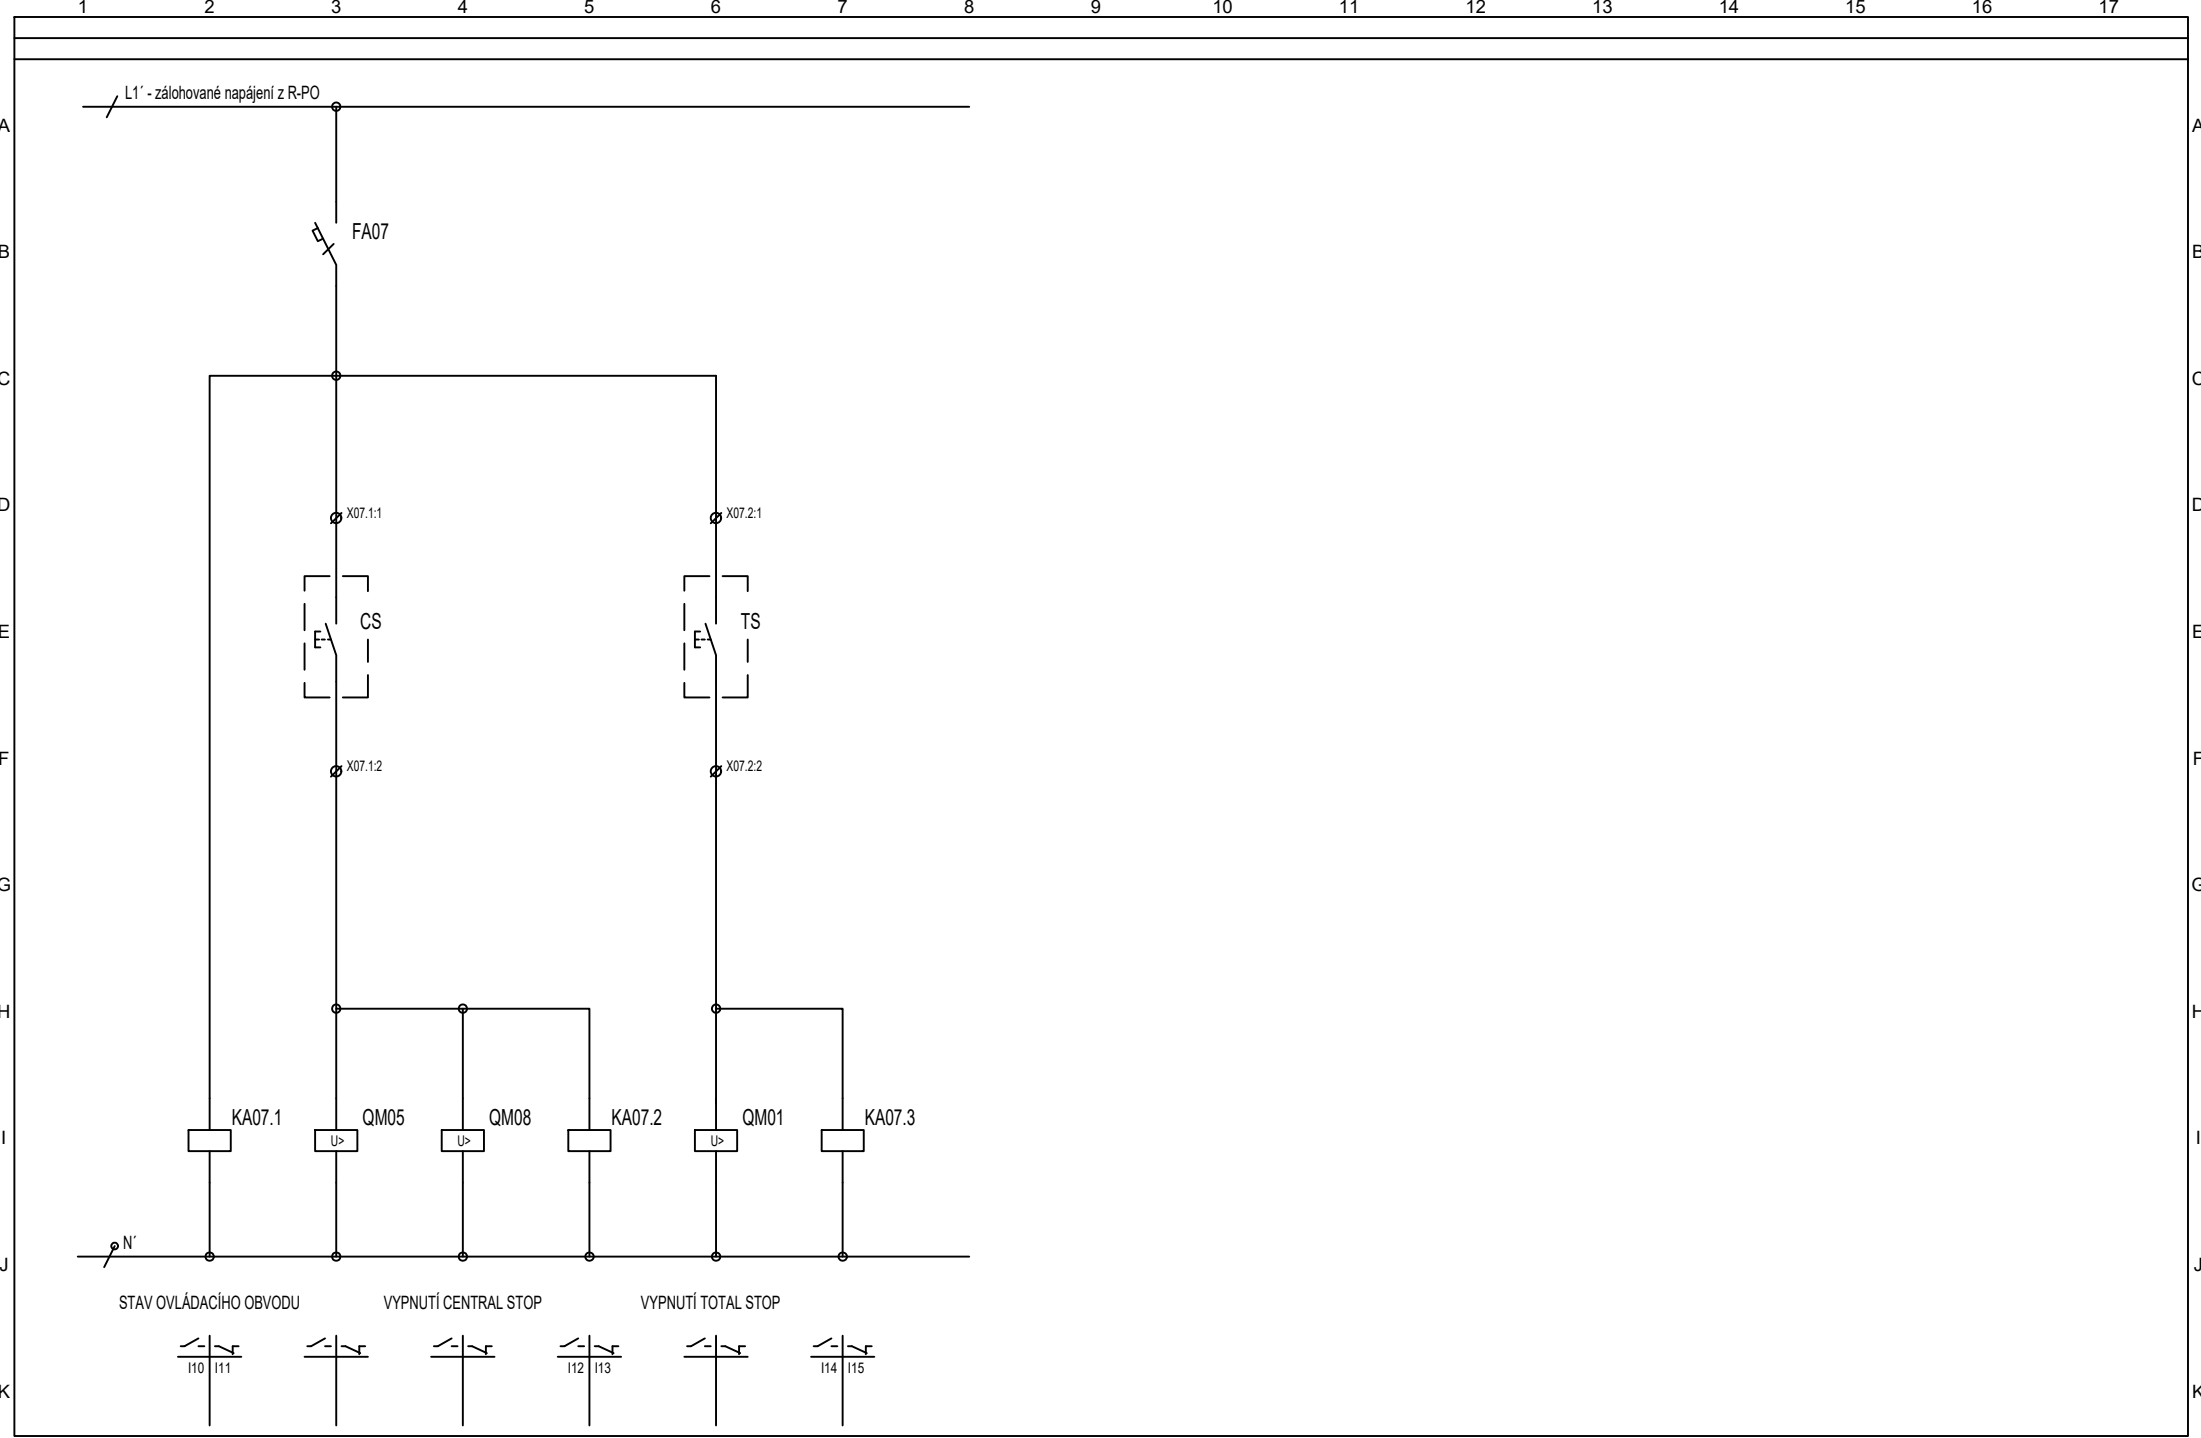 1 2 3 4 5 6 7 8 9 10 11 12 13 14 15 16 17
L1´ - zálohované napájení z R-PO
A A
FA07
B B
C C
X07.1:1 X07.2:1
D D
CS TS
E E
X07.1:2 X07.2:2
F F
G G
H H
KA07.1 QM05 QM08 KA07.2 QM01 KA07.3
I U> U> U> I
N´
J J
STAV OVLÁDACÍHO OBVODU VYPNUTÍ CENTRAL STOP VYPNUTÍ TOTAL STOP
I10 I11 I12 I13 I14 I15
K K